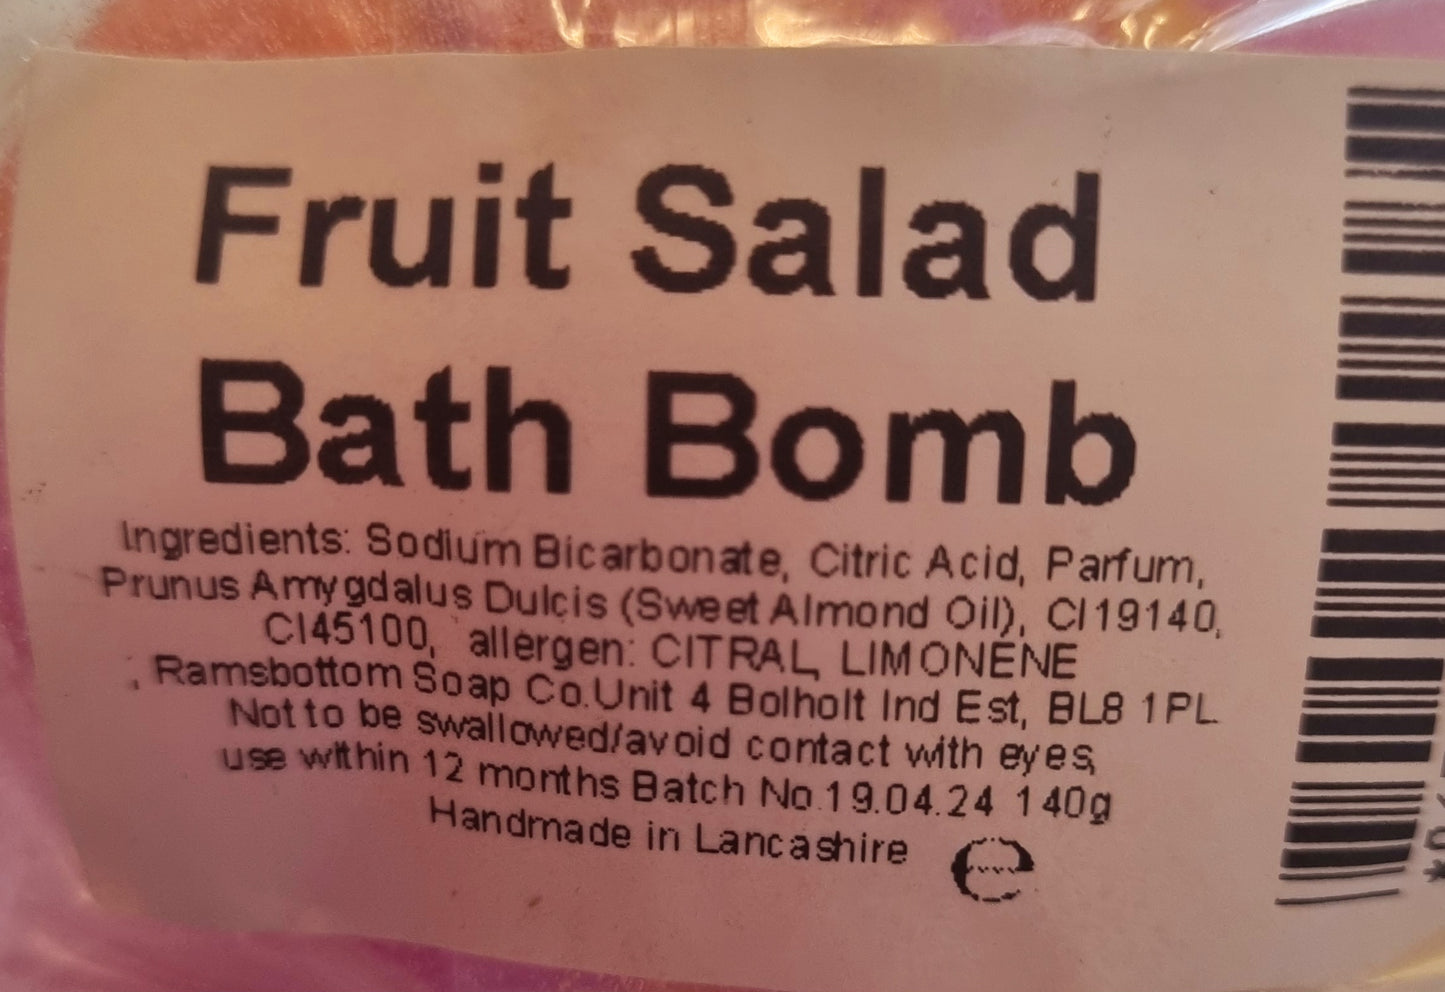 Fruit Salad
Bath Bomb
Ingredients: Sodium Bicarbonate, Citric Acid, Parfum,
Prunus Amygdalus Dulcis (Sweet Almond Oil), CI19140,
CI45100, allergen: CITRAL, LIMONENE
, Ramsbottom Soap Co.Unit 4 Bolholt Ind Est, BL8 1PL
Not to be swallowed/avoid contact with eyes,
use within 12 months Batch No.19.04.24 140g
Handmade in Lancashire e